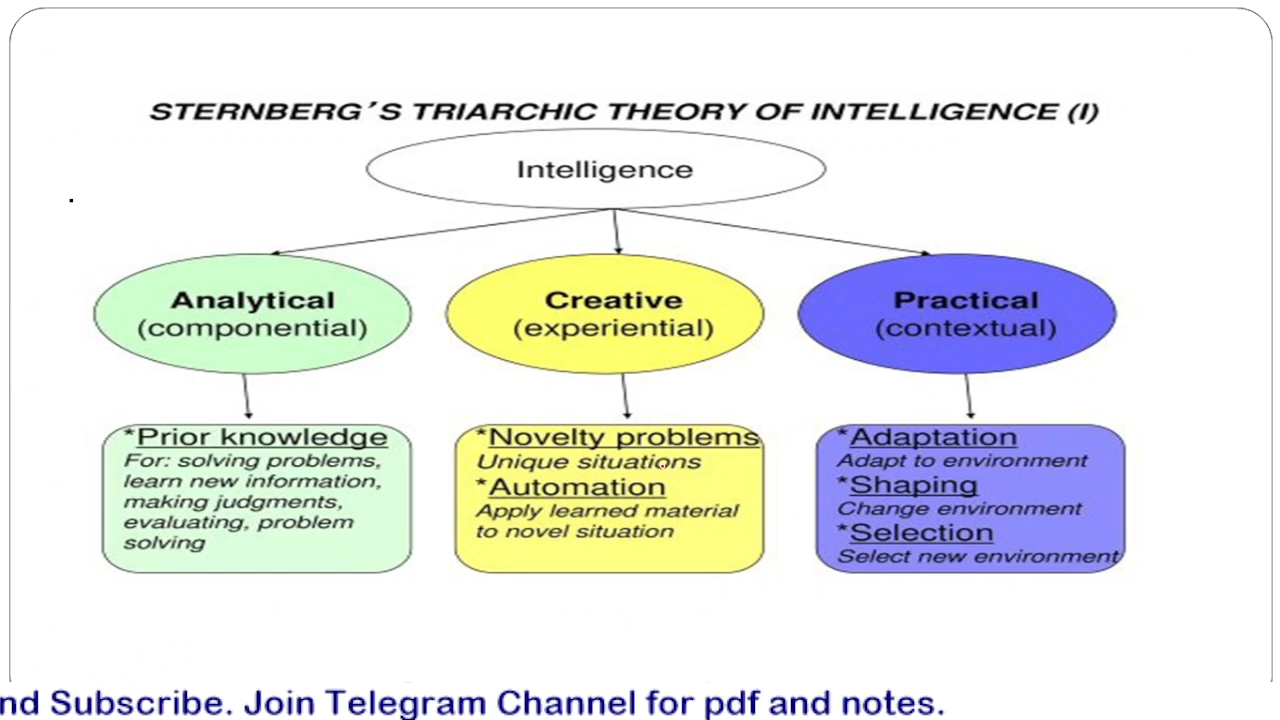 STERNBERG’S TRIARCHIC THEORY OF INTELLIGENCE (I)
Intelligence
.
Analytical
(componential)
Creative
(experiential)
Practical
(contextual)
*Prior knowledge
For: solving problems,
learn new information,
making judgments,
evaluating, problem
solving
*Novelty problems
Unique situations
*Automation
Apply learned material
to novel situation
*Adaptation
Adapt to environment
*Shaping
Change environment
*Selection
Select new environment
nd Subscribe. Join Telegram Channel for pdf and notes.